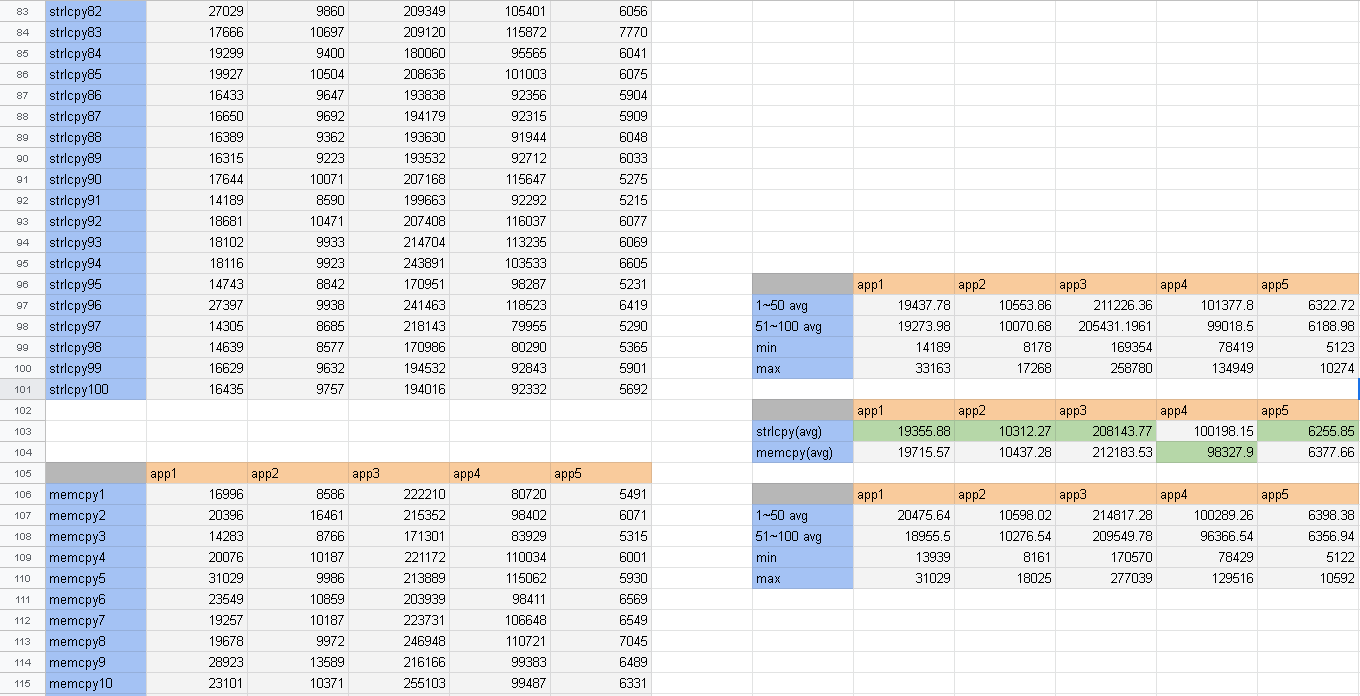 83 strlcpy82 27029 9860 209349 105401 6056
84 strlcpy83 17666 10697 209120 115872 7770
85 strlcpy84 19299 9400 180060 95565 6041
86 strlcpy85 19927 10504 208636 101003 6075
87 strlcpy86 16433 9647 193838 92356 5904
88 strlcpy87 16650 9692 194179 92315 5909
89 strlcpy88 16389 9362 193630 91944 6048
90 strlcpy89 16315 9223 193532 92712 6033
91 strlcpy90 17644 10071 207168 115647 5275
92 strlcpy91 14189 8590 199663 92292 5215
93 strlcpy92 18681 10471 207408 116037 6077
94 strlcpy93 18102 9933 214704 113235 6069
95 strlcpy94 18116 9923 243891 103533 6605
96 strlcpy95 14743 8842 170951 98287 5231 app1 app2 app3 app4 app5
97 strlcpy96 27397 9938 241463 118523 6419 1~50 avg 19437.78 10553.86 211226.36 101377.8 6322.72
98 strlcpy97 14305 8685 218143 79955 5290 51~100 avg 19273.98 10070.68 205431.1961 99018.5 6188.98
99 strlcpy98 14639 8577 170986 80290 5365 min 14189 8178 169354 78419 5123
100 strlcpy99 16629 9632 194532 92843 5901 max 33163 17268 258780 134949 10274
101 strlcpy100 16435 9757 194016 92332 5692
102 app1 app2 app3 app4 app5
103 strlcpy(avg) 19355.88 10312.27 208143.77 100198.15 6255.85
104 memcpy(avg) 19715.57 10437.28 212183.53 98327.9 6377.66
105 app1 app2 app3 app4 app5
106 memcpy1 16996 8586 222210 80720 5491 app1 app2 app3 app4 app5
107 memcpy2 20396 16461 215352 98402 6071 1~50 avg 20475.64 10598.02 214817.28 100289.26 6398.38
108 memcpy3 14283 8766 171301 83929 5315 51~100 avg 18955.5 10276.54 209549.78 96366.54 6356.94
109 memcpy4 20076 10187 221172 110034 6001 min 13939 8161 170570 78429 5122
110 memcpy5 31029 9986 213889 115062 5930 max 31029 18025 277039 129516 10592
111 memcpy6 23549 10859 203939 98411 6569
112 memcpy7 19257 10187 223731 106648 6549
113 memcpy8 19678 9972 246948 110721 7045
114 memcpy9 28923 13589 216166 99383 6489
115 memcpy10 23101 10371 255103 99487 6331